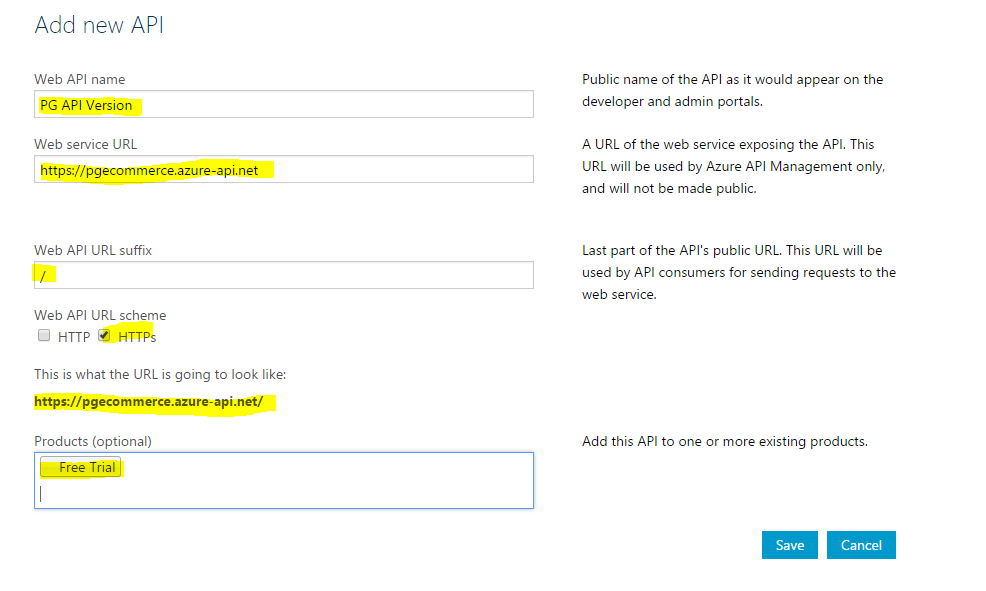 Add new API
Web API name
PG API Version
Public name of the API as it would appear on the
developer and admin portals.
Web service URL
https://pgecommerce.azure-api.net
A URL of the web service exposing the API. This
URL will be used by Azure API Management only,
and will not be made public.
Web API URL suffix
/
Last part of the API's public URL. This URL will be
used by API consumers for sending requests to the
web service.
Web API URL scheme
HTTP HTTPs
This is what the URL is going to look like:
https://pgecommerce.azure-api.net/
Products (optional)
Free Trial
Add this API to one or more existing products.
Save Cancel